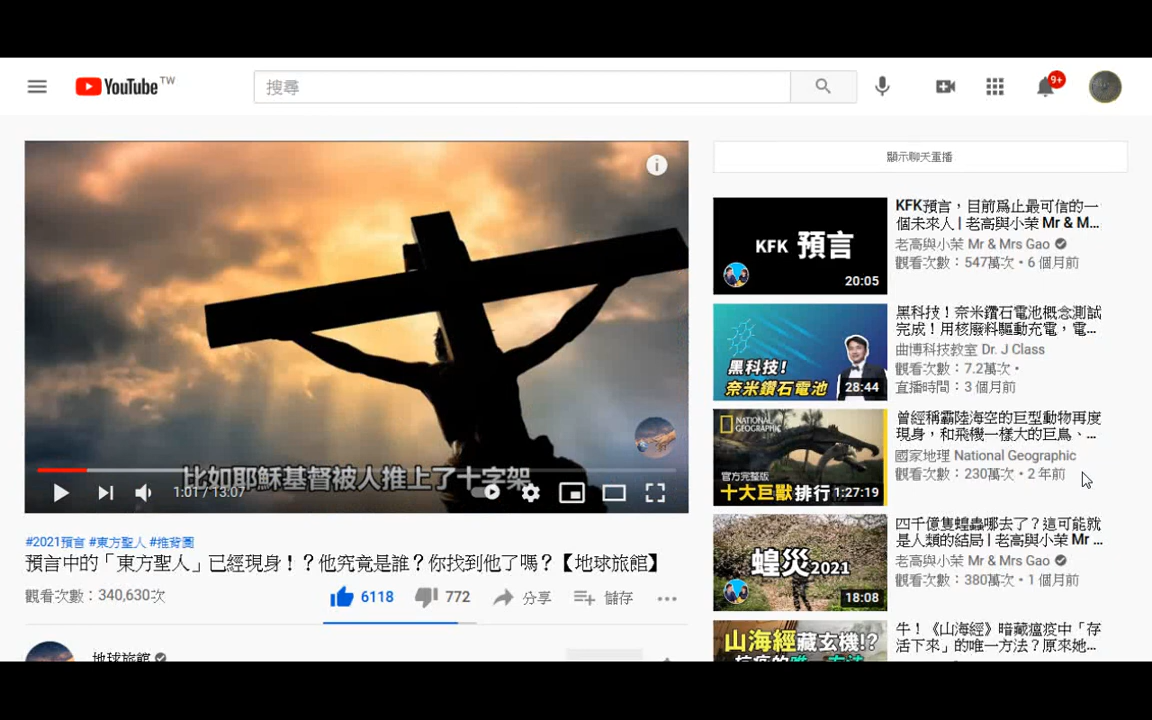 YouTube TW
搜尋
9+
比如耶穌基督被人推上了十字架
1:01 / 13:07
#2021預言 #東方聖人 #推背圖
預言中的「東方聖人」已經現身！？他究竟是誰？你找到他了嗎？【地球旅館】
觀看次數：340,630次
6118
772
分享
儲存
地球旅館
顯示聊天重播
KFK 預言
20:05
KFK預言，目前為止最可信的一
個未來人 | 老高與小茉 Mr & M...
老高與小茉 Mr & Mrs Gao
觀看次數：547萬次・6 個月前
黑科技!
奈米鑽石電池
28:44
黑科技！奈米鑽石電池概念測試
完成！用核廢料驅動充電，電...
曲博科技教室 Dr. J Class
觀看次數：7.2萬次・
直播時間：3 個月前
NATIONAL
GEOGRAPHIC
官方完整版
十大巨獸排行
1:27:19
曾經稱霸陸海空的巨型動物再度
現身，和飛機一樣大的巨鳥、...
國家地理 National Geographic
觀看次數：230萬次・2 年前
蝗災2021
18:08
四千億隻蝗蟲哪去了？這可能就
是人類的結局 | 老高與小茉 Mr ...
老高與小茉 Mr & Mrs Gao
觀看次數：380萬次・1 個月前
山海經藏玄機!?
牛！《山海經》暗藏瘟疫中「存
活下來」的唯一方法？原來她...